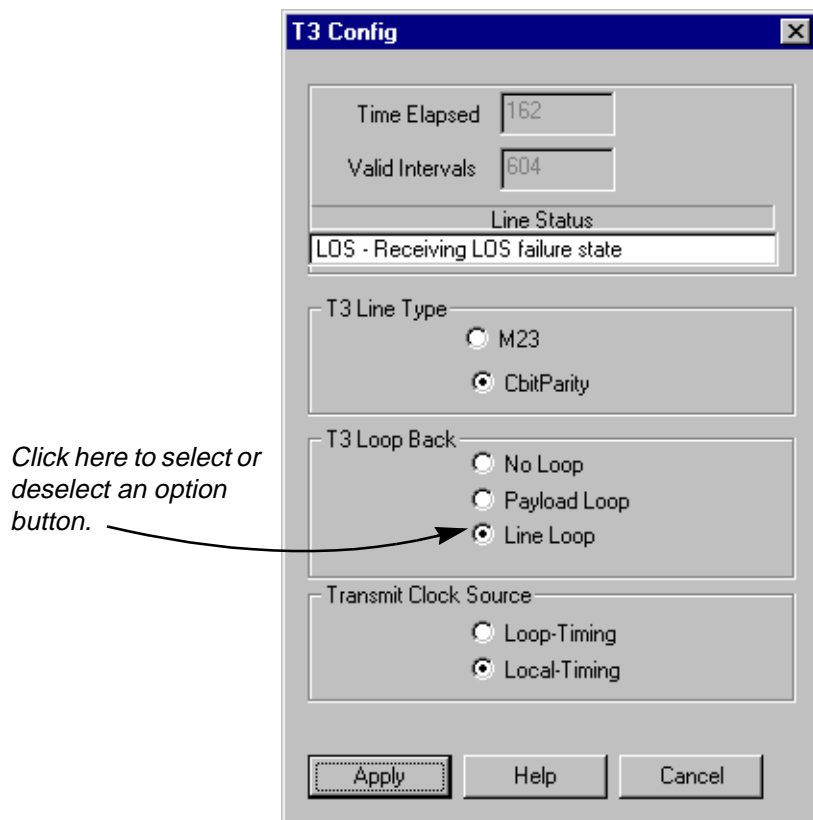 T3 Config
Time Elapsed 162
Valid Intervals 604
Line Status
LOS - Receiving LOS failure state
T3 Line Type
M23
CbitParity
T3 Loop Back
No Loop
Payload Loop
Line Loop
Click here to select or
deselect an option
button.
Transmit Clock Source
Loop-Timing
Local-Timing
Apply Help Cancel